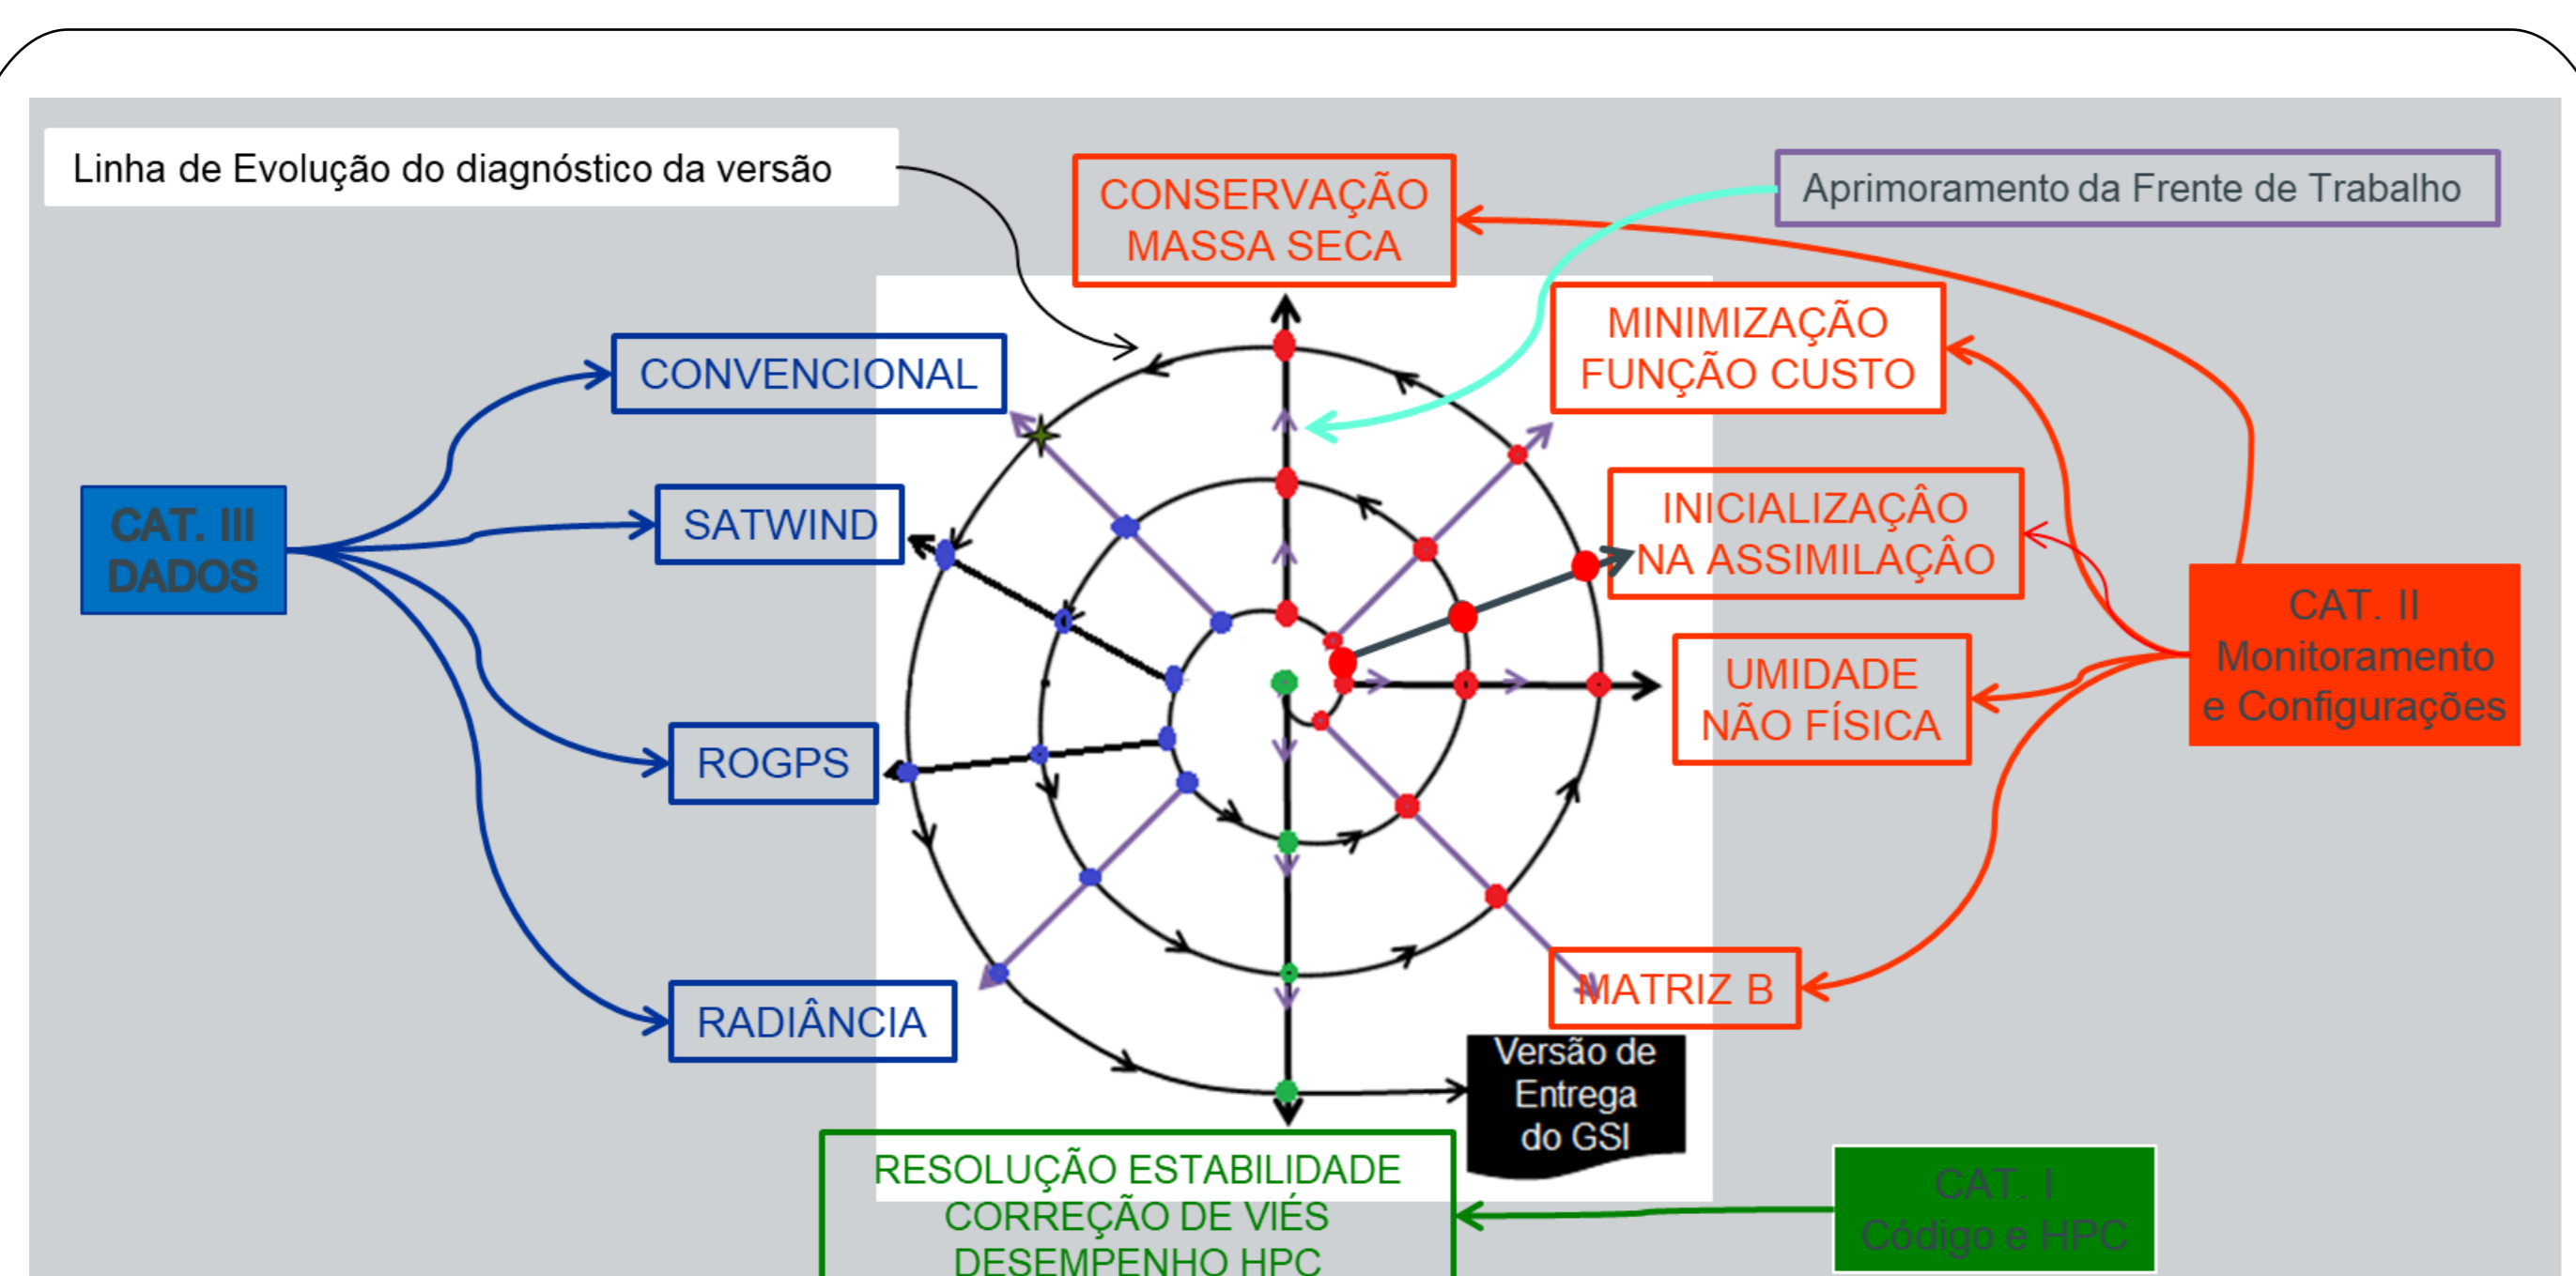 Linha de Evolução do diagnóstico da versão
CONSERVAÇÃO
MASSA SECA
Aprimoramento da Frente de Trabalho
CONVENCIONAL
MINIMIZAÇÃO
FUNÇÃO CUSTO
CAT. III
DADOS
SATWIND
INICIALIZAÇÂO
NA ASSIMILAÇÂO
CAT. II
Monitoramento
e Configurações
UMIDADE
NÃO FÍSICA
ROGPS
RADIÂNCIA
MATRIZ B
Versão de
Entrega
do GSI
RESOLUÇÃO ESTABILIDADE
CORREÇÃO DE VIÉS
DESEMPENHO HPC
CAT. I
Código e HPC